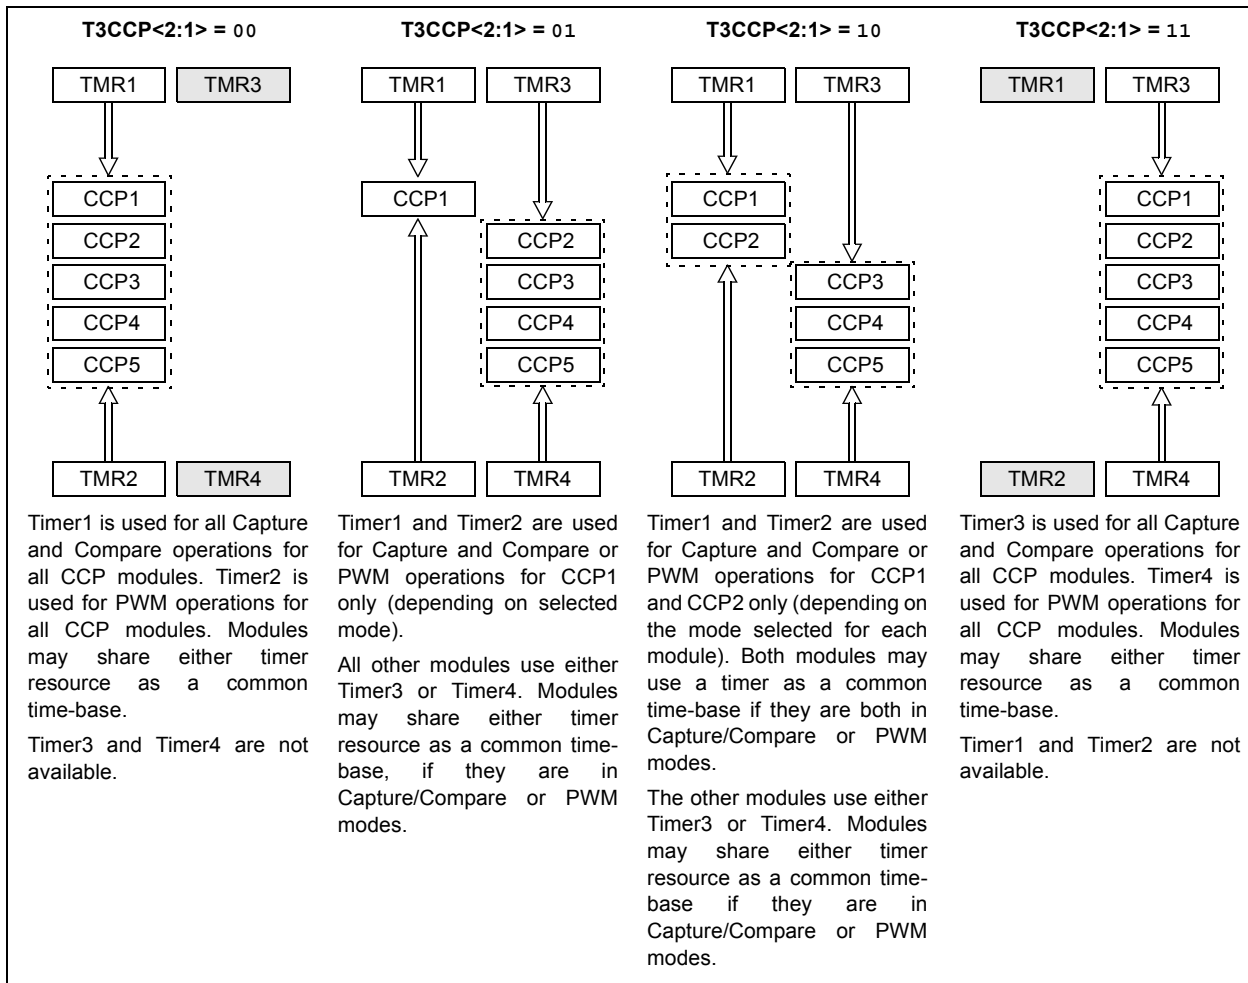 T3CCP<2:1> = 00
TMR1 TMR3
CCP1
CCP2
CCP3
CCP4
CCP5
TMR2 TMR4
Timer1 is used for all Capture
and Compare operations for
all CCP modules. Timer2 is
used for PWM operations for
all CCP modules. Modules
may share either timer
resource as a common
time-base.
Timer3 and Timer4 are not
available.
T3CCP<2:1> = 01
TMR1 TMR3
CCP1
CCP2
CCP3
CCP4
CCP5
TMR2 TMR4
Timer1 and Timer2 are used
for Capture and Compare or
PWM operations for CCP1
only (depending on selected
mode).
All other modules use either
Timer3 or Timer4. Modules
may share either timer
resource as a common time-
base, if they are in
Capture/Compare or PWM
modes.
T3CCP<2:1> = 10
TMR1 TMR3
CCP1
CCP2
CCP3
CCP4
CCP5
TMR2 TMR4
Timer1 and Timer2 are used
for Capture and Compare or
PWM operations for CCP1
and CCP2 only (depending on
the mode selected for each
module). Both modules may
use a timer as a common
time-base if they are both in
Capture/Compare or PWM
modes.
The other modules use either
Timer3 or Timer4. Modules
may share either timer
resource as a common time-
base if they are in
Capture/Compare or PWM
modes.
T3CCP<2:1> = 11
TMR1 TMR3
CCP1
CCP2
CCP3
CCP4
CCP5
TMR2 TMR4
Timer3 is used for all Capture
and Compare operations for
all CCP modules. Timer4 is
used for PWM operations for
all CCP modules. Modules
may share either timer
resource as a common
time-base.
Timer1 and Timer2 are not
available.